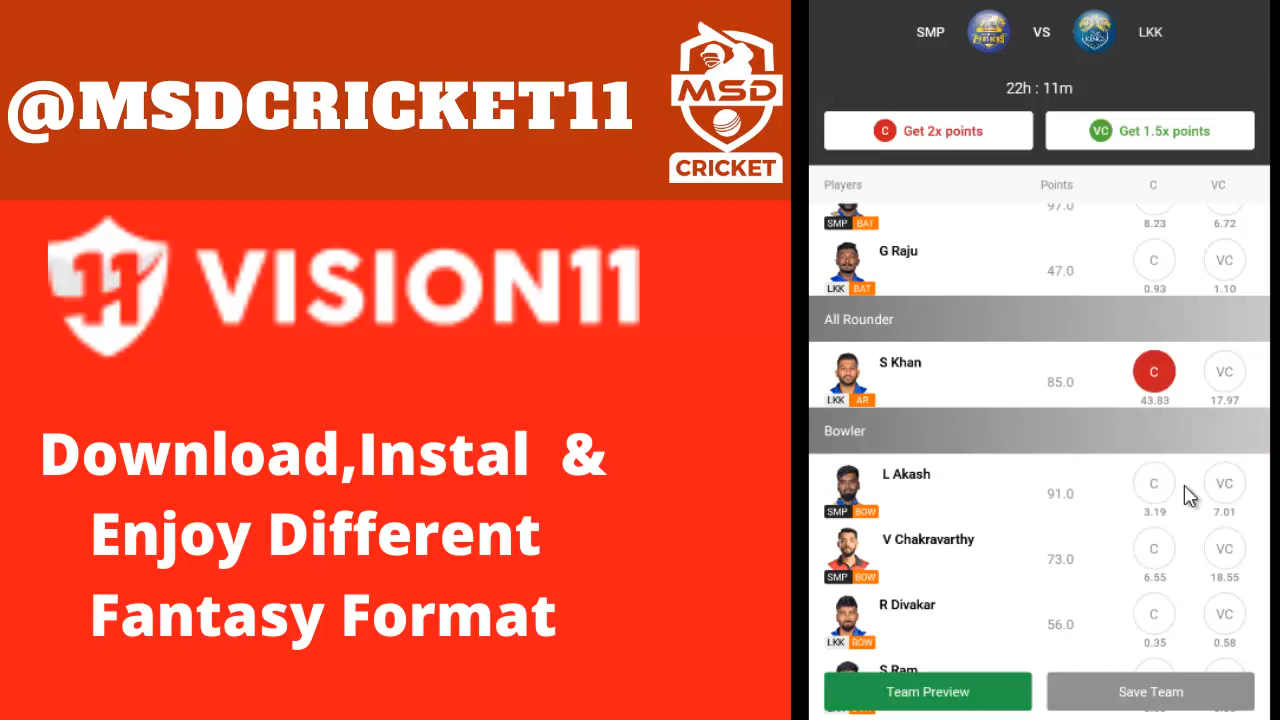 @MSDCRICKET11
MSD
CRICKET
11 VISION11
Download,Instal &
Enjoy Different
Fantasy Format
SMP VS LKK
22h : 11m
C Get 2x points VC Get 1.5x points
Players Points C VC
97.0
SMP BAT 8.23 6.72
G Raju
47.0 C VC
LKK BAT 0.93 1.10
All Rounder
S Khan
85.0 C VC
LKK AR 43.83 17.97
Bowler
L Akash
91.0 C VC
SMP BOW 3.19 7.01
V Chakravarthy
73.0 C VC
SMP BOW 6.55 18.55
R Divakar
56.0 C VC
LKK BOW 0.35 0.58
S Ram
Team Preview Save Team